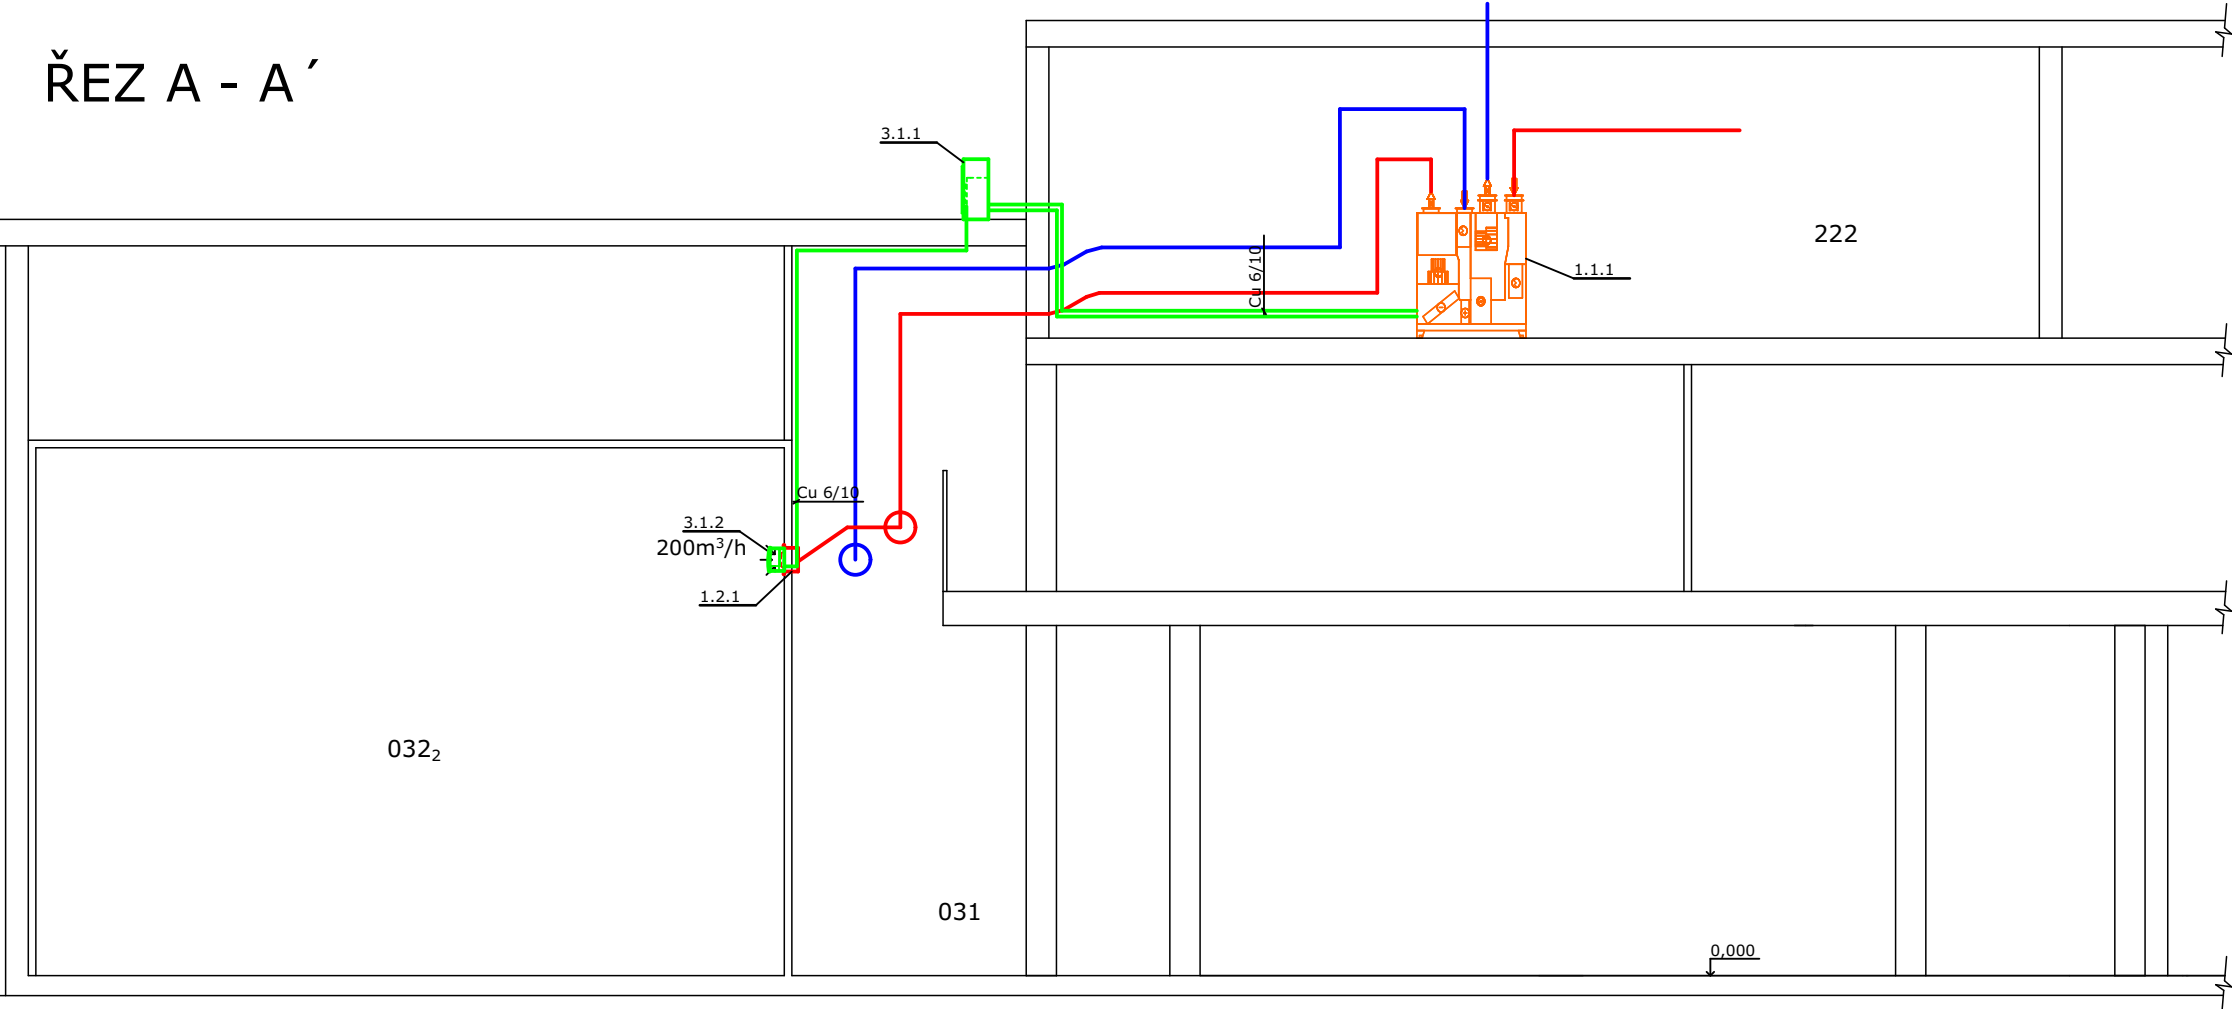 ŘEZ A - A ´
3.1.1
222
1.1.1
Cu 6/10
Cu 6/10
3.1.2
200m³/h
1.2.1
032₂
031
0,000